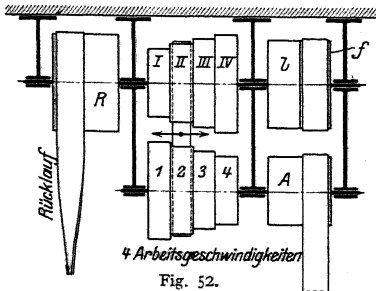 I II III IV
l f
R
1 2 3 4
A
Rücklauf
4 Arbeitsgeschwindigkeiten
Fig. 52.